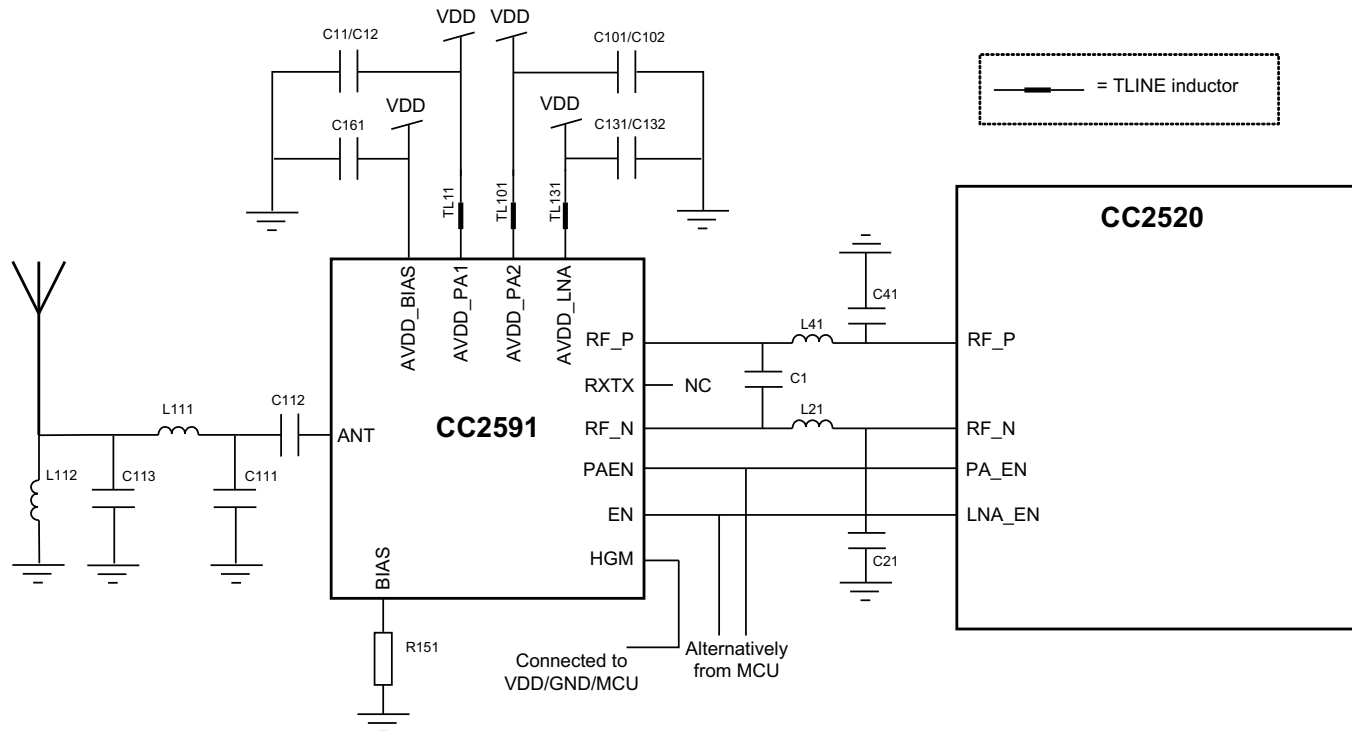 VDD VDD
C11/C12
C101/C102
= TLINE inductor
VDD
VDD
C161
C131/C132
TL11
TL101
TL131
CC2520
AVDD_BIAS
AVDD_PA1
AVDD_PA2
AVDD_LNA
C41
RF_P
L41
RF_P
RXTX
NC
C1
C112
L111
ANT
CC2591
RF_N
L21
RF_N
L112
C113
C111
PAEN
PA_EN
EN
LNA_EN
BIAS
HGM
C21
R151
Connected to
VDD/GND/MCU
Alternatively
from MCU